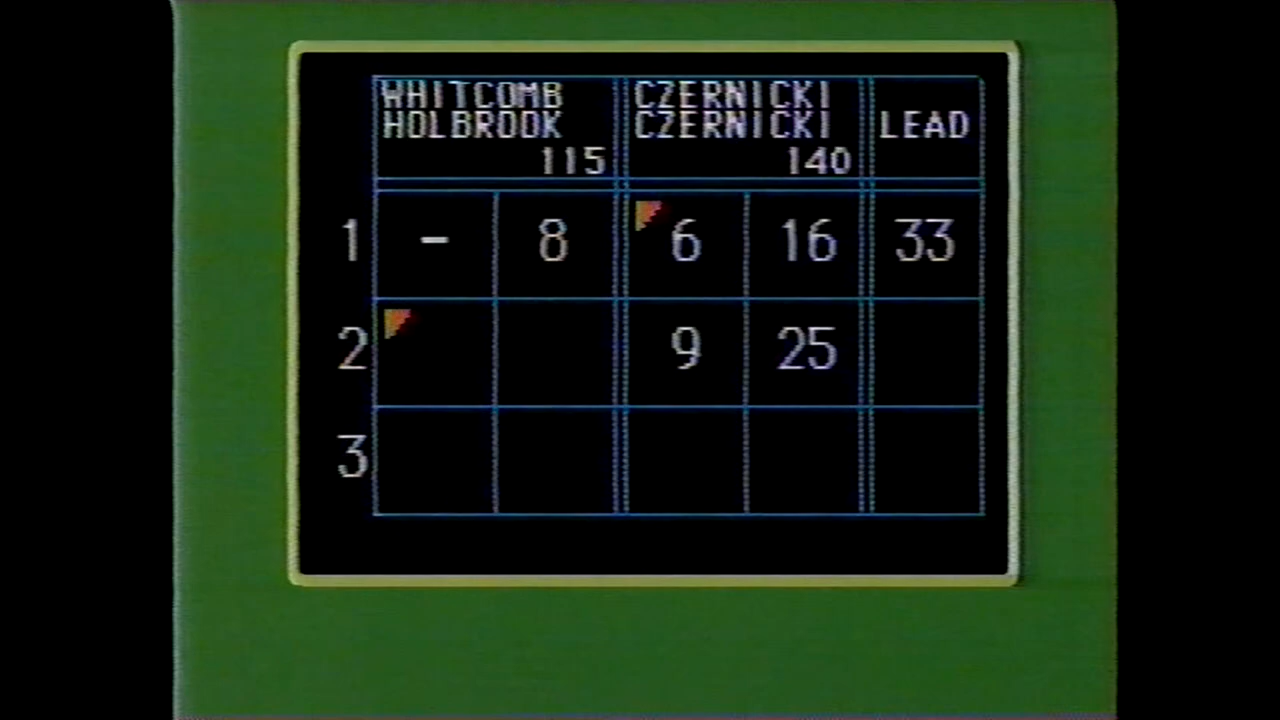 WHITCOMB CZERNICKI
HOLBROOK CZERNICKI LEAD
115 140
1 - 8 6 16 33
2 9 25
3